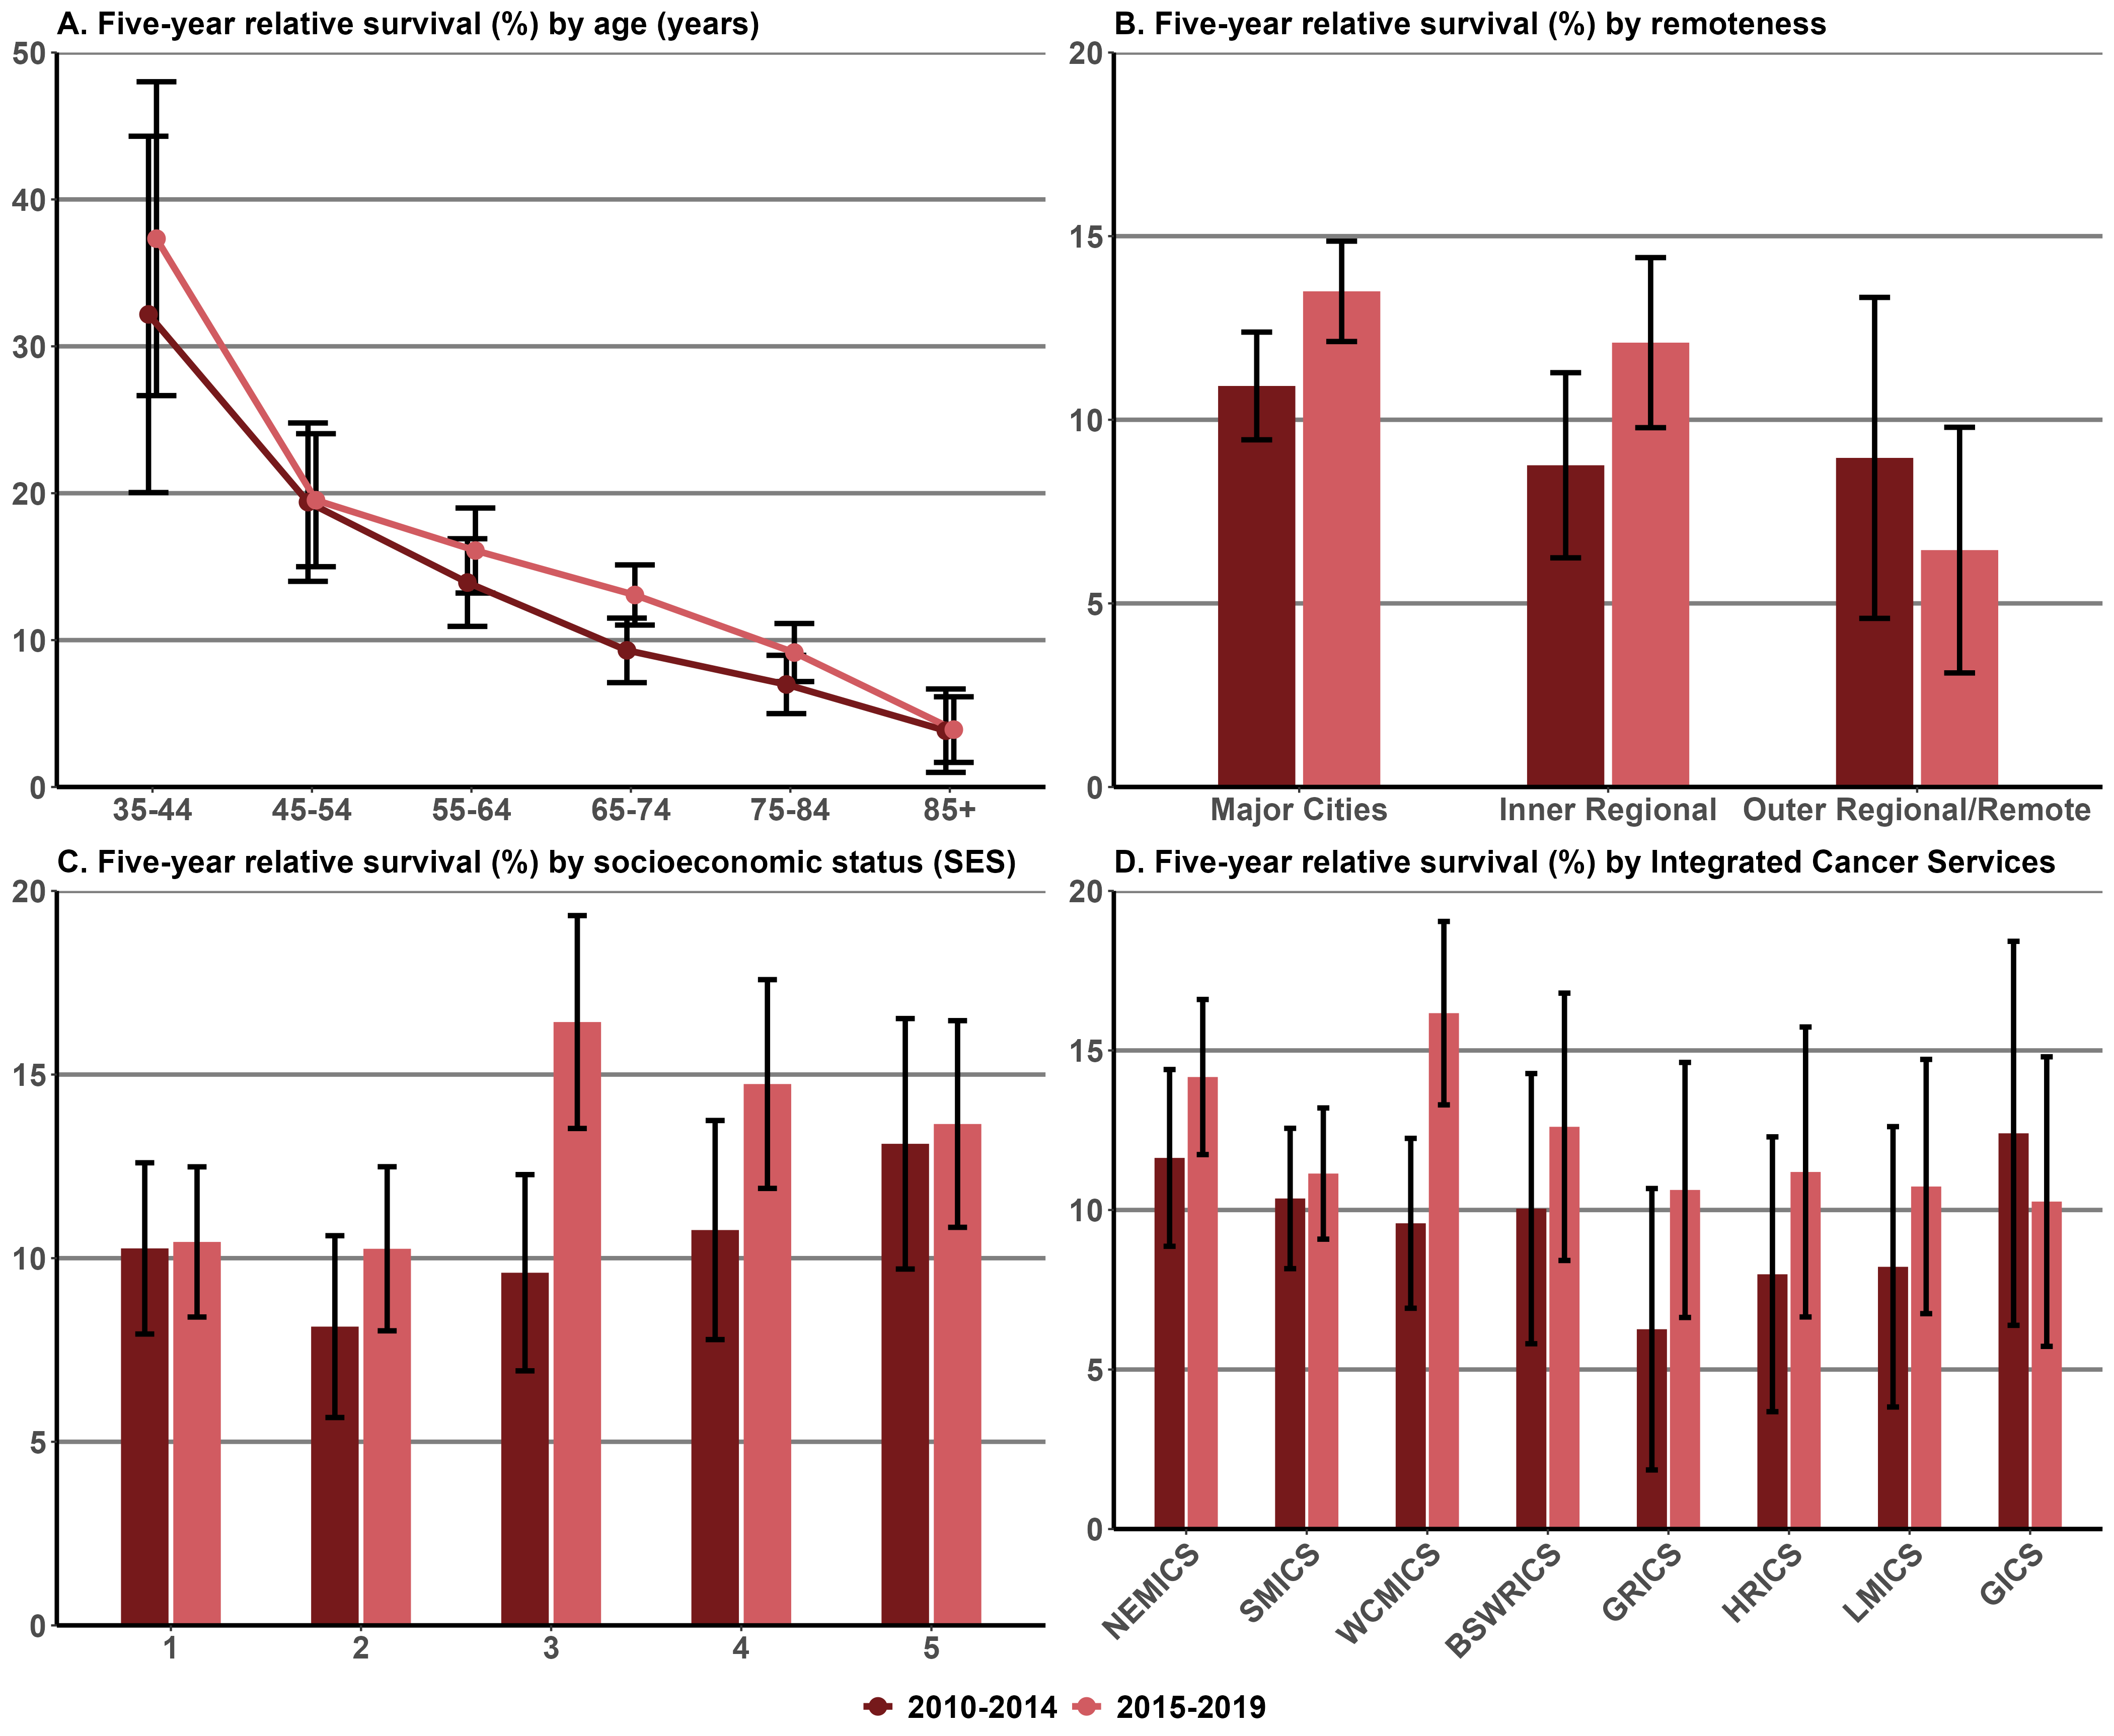 A. Five-year relative survival (%) by age (years)
50
40
30
20
10
0
35-44 45-54 55-64 65-74 75-84 85+
B. Five-year relative survival (%) by remoteness
20
15
10
5
0
Major Cities Inner Regional Outer Regional/Remote
C. Five-year relative survival (%) by socioeconomic status (SES)
20
15
10
5
0
1 2 3 4 5
D. Five-year relative survival (%) by Integrated Cancer Services
20
15
10
5
0
NEMICS SMICS WCMICS BSWRICS GRICS HRICS LMICS GICS
2010-2014 2015-2019